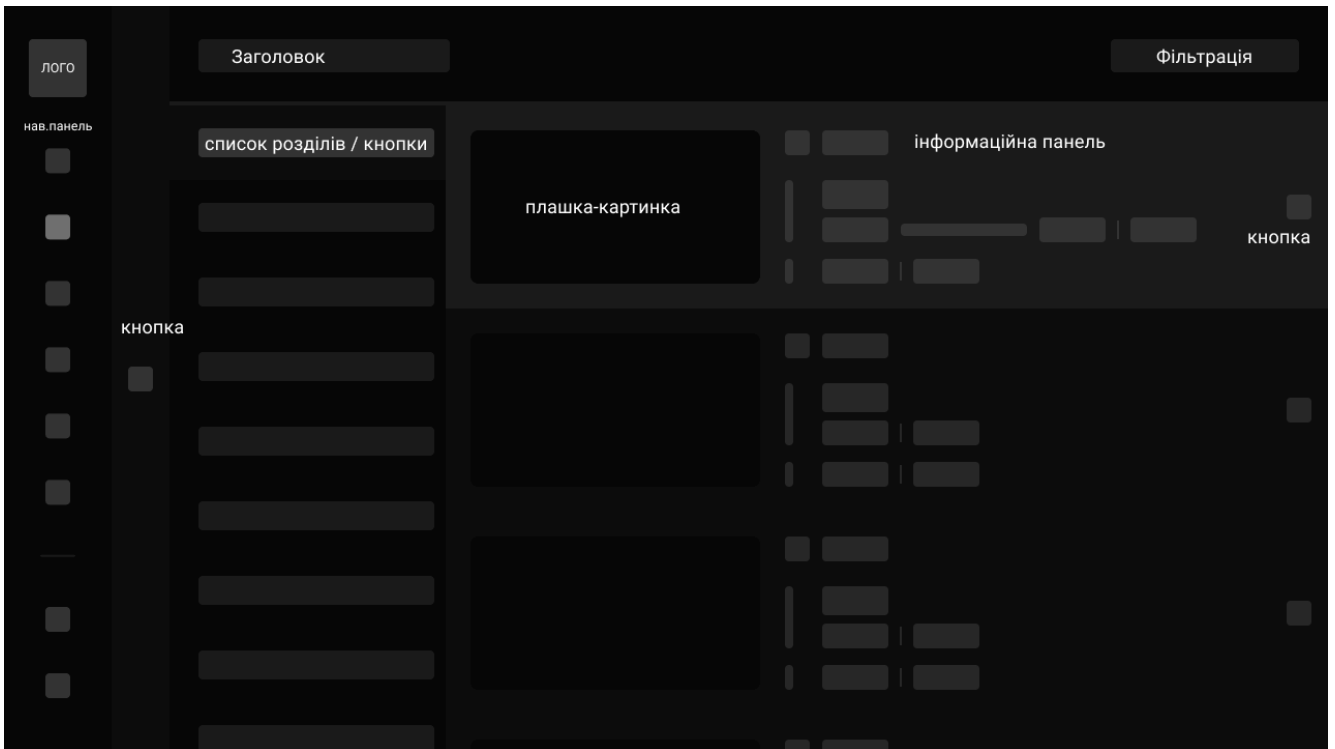 Заголовок
Фільтрація
лого
нав.панель
список розділів / кнопки
інформаційна панель
плашка-картинка
кнопка
кнопка